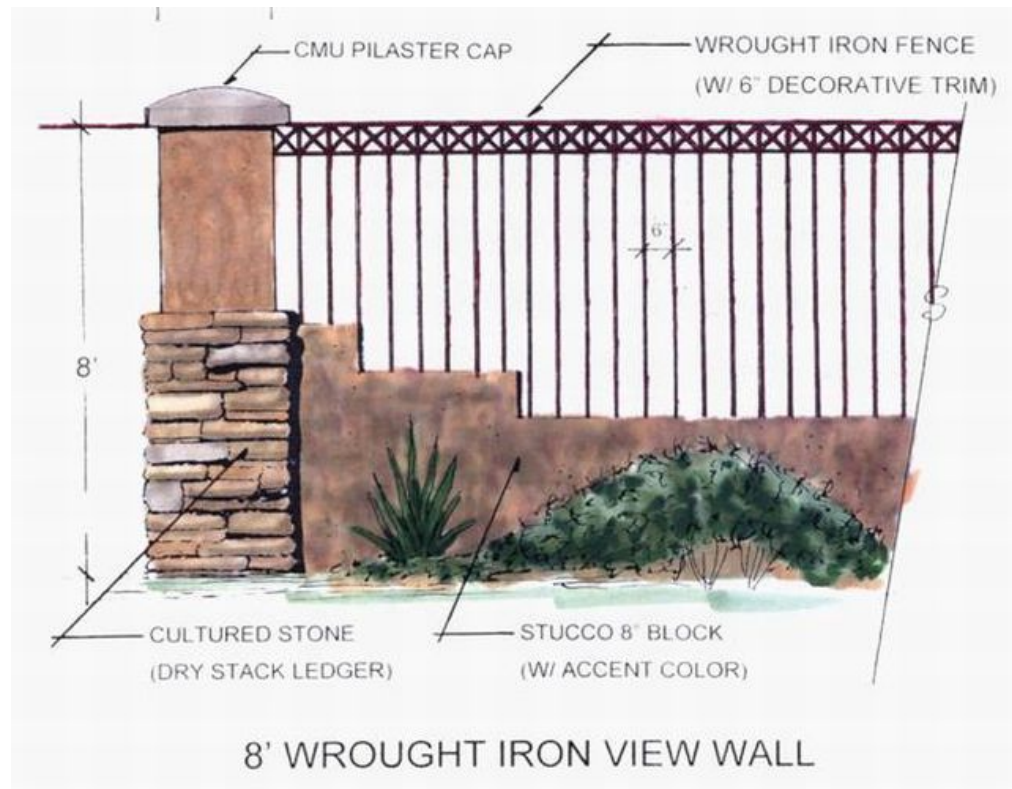 CMU PILASTER CAP
WROUGHT IRON FENCE
(W/ 6" DECORATIVE TRIM)
6"
8'
CULTURED STONE
(DRY STACK LEDGER)
STUCCO 8" BLOCK
(W/ ACCENT COLOR)
8' WROUGHT IRON VIEW WALL